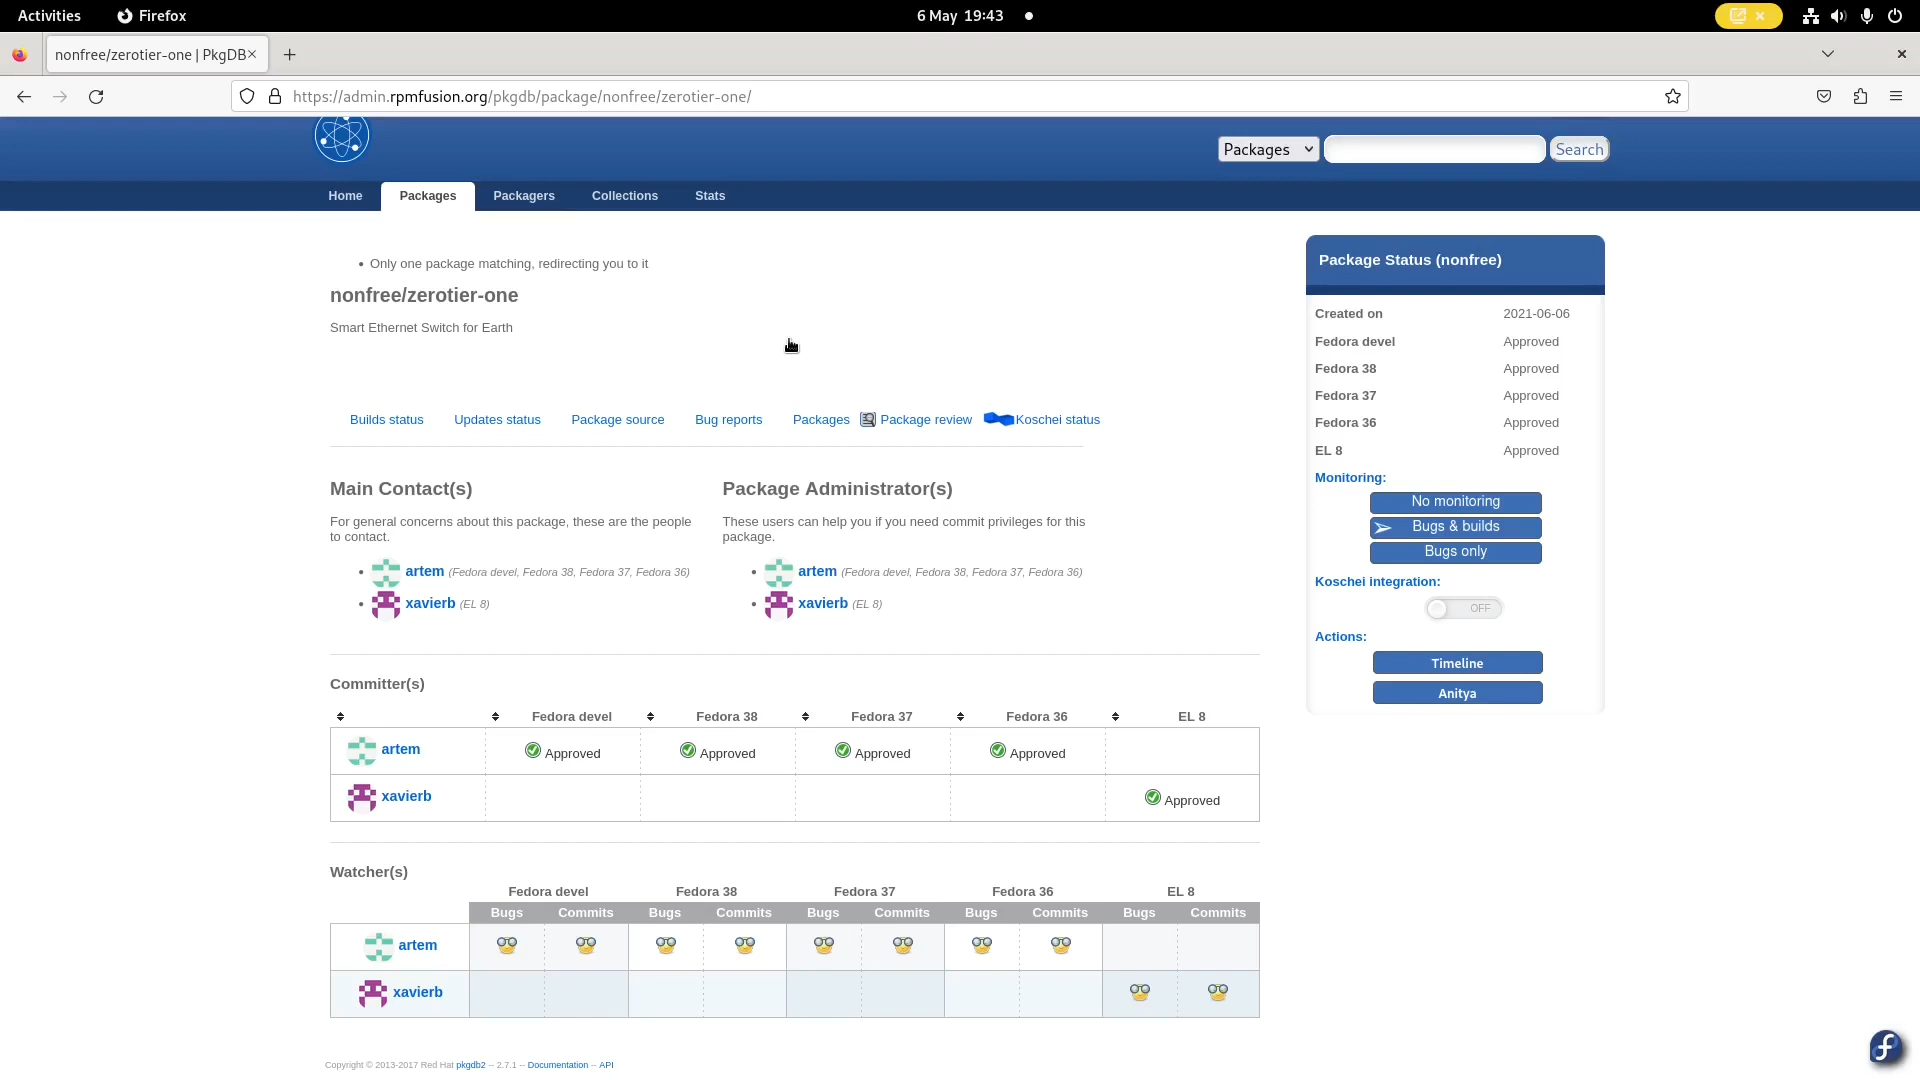 Activities Firefox 6 May 19:43
nonfree/zerotier-one | PkgDB
https://admin.rpmfusion.org/pkgdb/package/nonfree/zerotier-one/
Packages Search
Home Packages Packagers Collections Stats
Only one package matching, redirecting you to it
nonfree/zerotier-one
Smart Ethernet Switch for Earth
Builds status Updates status Package source Bug reports Packages Package review Koschei status
Main Contact(s)
For general concerns about this package, these are the people
to contact.
artem (Fedora devel, Fedora 38, Fedora 37, Fedora 36)
xavierb (EL 8)
Package Administrator(s)
These users can help you if you need commit privileges for this
package.
artem (Fedora devel, Fedora 38, Fedora 37, Fedora 36)
xavierb (EL 8)
Committer(s)
Fedora devel Fedora 38 Fedora 37 Fedora 36 EL 8
artem Approved Approved Approved Approved
xavierb Approved
Watcher(s)
Fedora devel Fedora 38 Fedora 37 Fedora 36 EL 8
Bugs Commits Bugs Commits Bugs Commits Bugs Commits Bugs Commits
artem
xavierb
Package Status (nonfree)
Created on 2021-06-06
Fedora devel Approved
Fedora 38 Approved
Fedora 37 Approved
Fedora 36 Approved
EL 8 Approved
Monitoring:
No monitoring
Bugs & builds
Bugs only
Koschei integration:
OFF
Actions:
Timeline
Anitya
Copyright © 2013-2017 Red Hat pkgdb2 -- 2.7.1 -- Documentation -- API